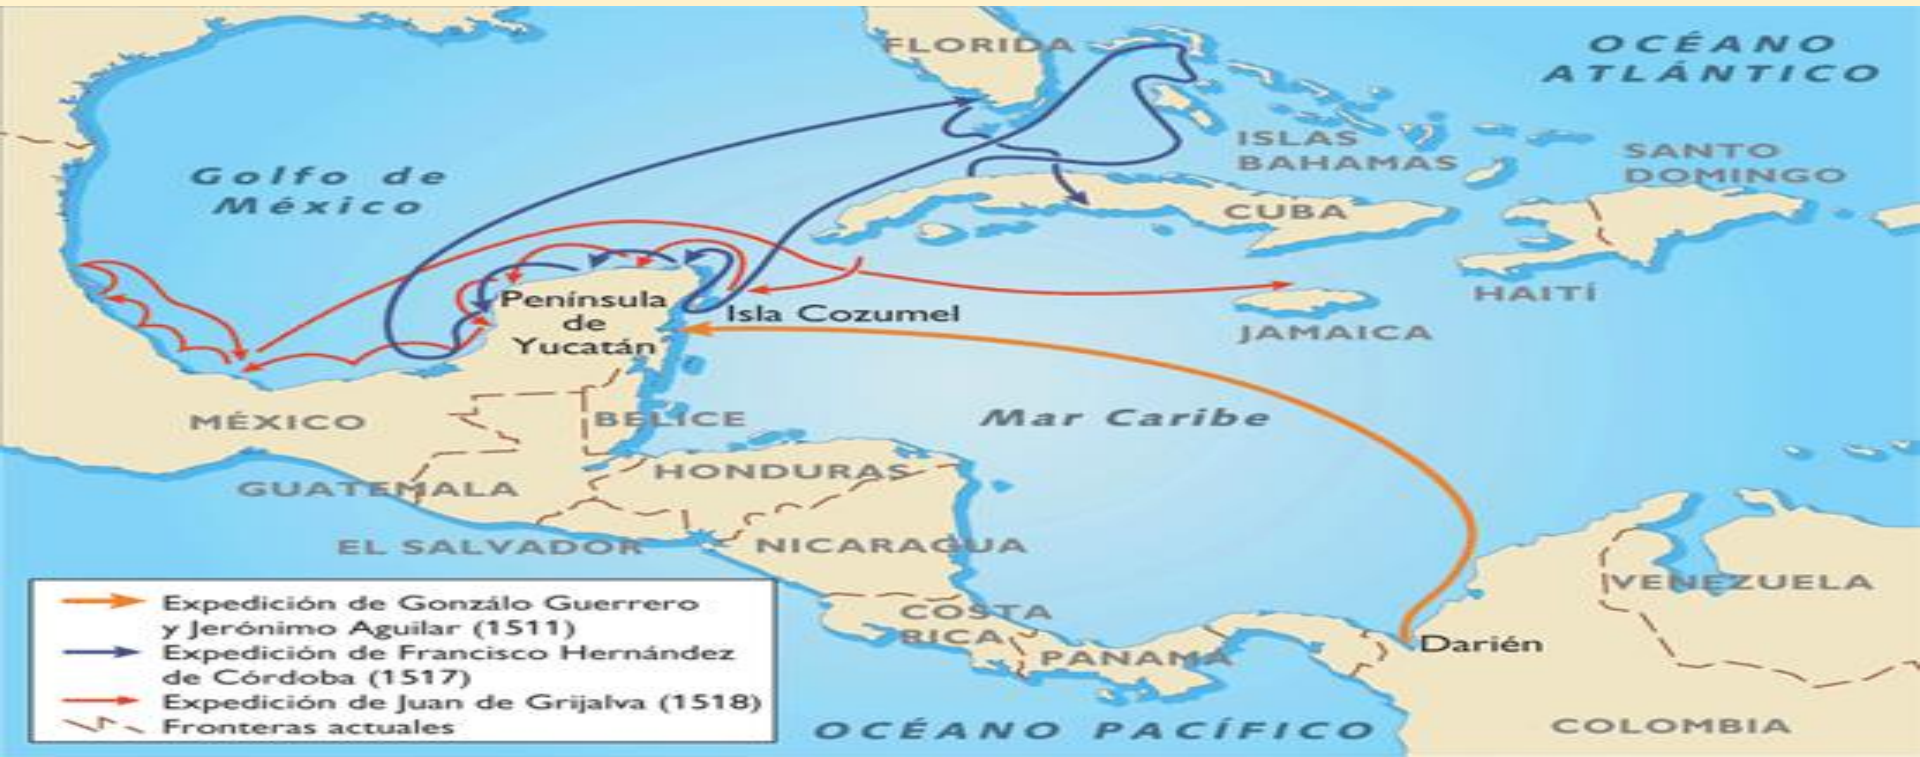 FLORIDA
OCÉANO
ATLÁNTICO
Golfo de
México
ISLAS
BAHAMAS
SANTO
DOMINGO
CUBA
HAITÍ
JAMAICA
Península
de
Yucatán
Isla Cozumel
MÉXICO
BELICE
Mar Caribe
GUATEMALA
HONDURAS
EL SALVADOR
NICARAGUA
VENEZUELA
COSTA
RICA
PANAMÁ
Darién
COLOMBIA
OCÉANO PACÍFICO
Expedición de Gonzálo Guerrero
y Jerónimo Aguilar (1511)
Expedición de Francisco Hernández
de Córdoba (1517)
Expedición de Juan de Grijalva (1518)
Fronteras actuales